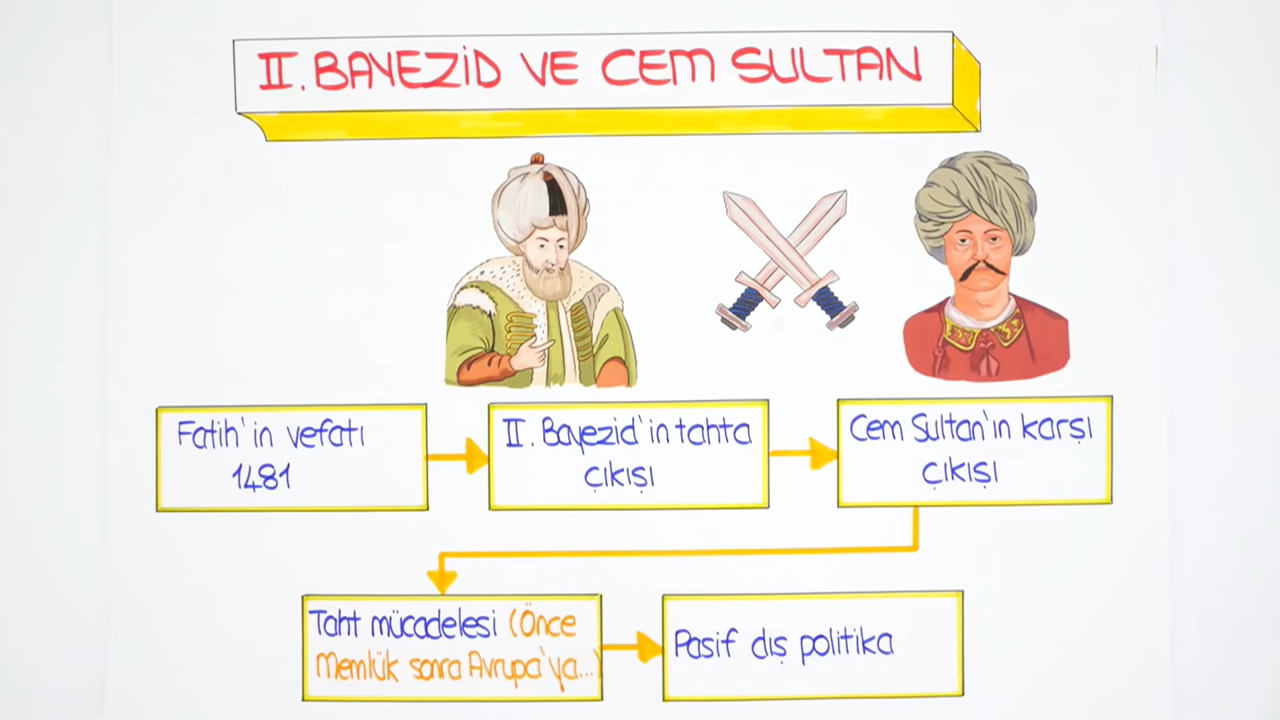 II. BAYEZiD VE CEM SULTAN
Fatih'in vefatı
1481
II. Bayezid'in tahta
çıkışı
Cem Sultan'ın karşı
çıkışı
Taht mücadelesi (Önce
Memlük sonra Avrupa'ya...)
Pasif dış politika